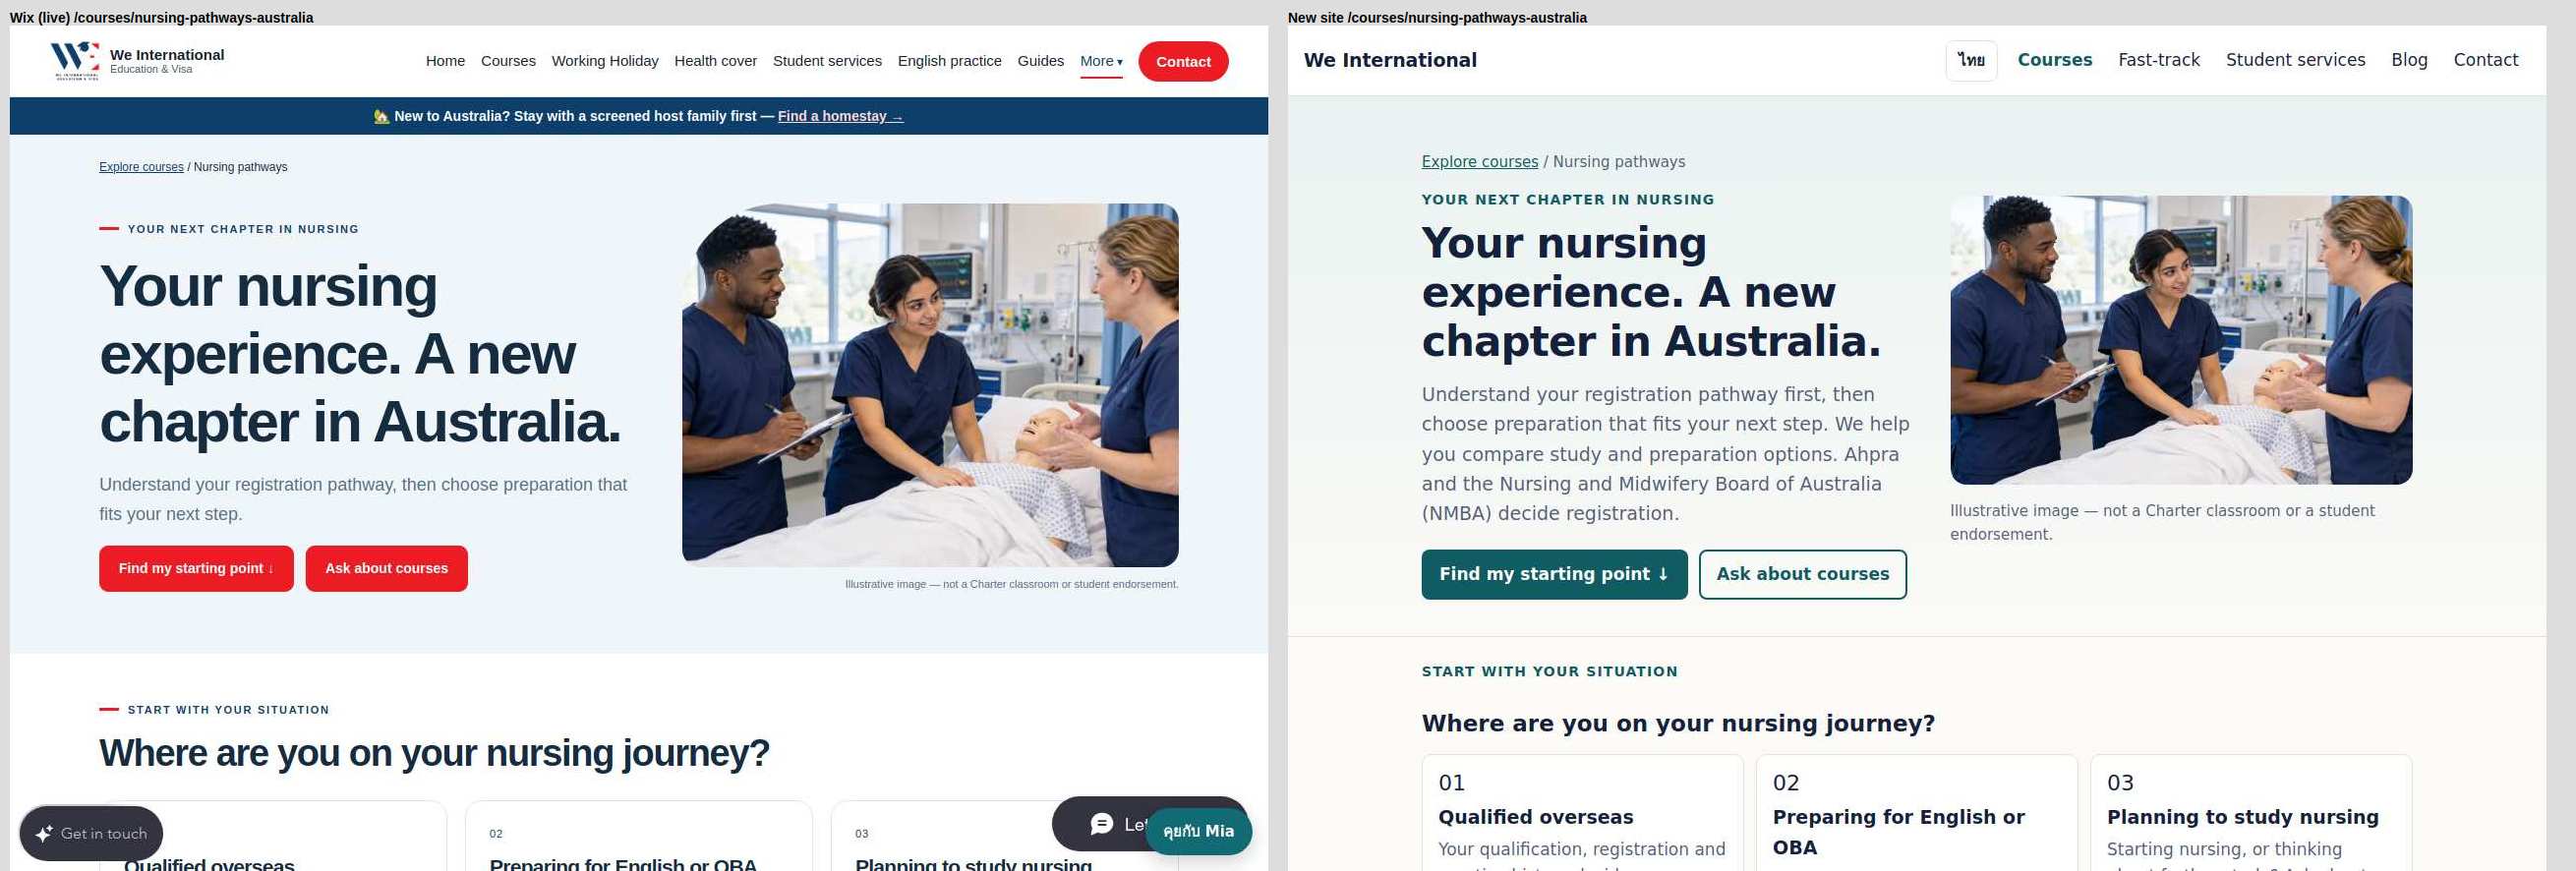 Wix (live) /courses/nursing-pathways-australia
We International
Education & Visa
Home Courses Working Holiday Health cover Student services English practice Guides More ▾ Contact
🏡 New to Australia? Stay with a screened host family first — Find a homestay →
Explore courses / Nursing pathways
YOUR NEXT CHAPTER IN NURSING
Your nursing
experience. A new
chapter in Australia.
Understand your registration pathway, then choose preparation that
fits your next step.
Find my starting point ↓
Ask about courses
Illustrative image — not a Charter classroom or student endorsement.
START WITH YOUR SITUATION
Where are you on your nursing journey?
02
03
Qualified overseas
Preparing for English or OBA
Planning to study nursing
Get in touch
คุยกับ Mia
New site /courses/nursing-pathways-australia
We International
ไทย Courses Fast-track Student services Blog Contact
Explore courses / Nursing pathways
YOUR NEXT CHAPTER IN NURSING
Your nursing
experience. A new
chapter in Australia.
Understand your registration pathway first, then
choose preparation that fits your next step. We help
you compare study and preparation options. Ahpra
and the Nursing and Midwifery Board of Australia
(NMBA) decide registration.
Find my starting point ↓
Ask about courses
Illustrative image — not a Charter classroom or a student
endorsement.
START WITH YOUR SITUATION
Where are you on your nursing journey?
01
Qualified overseas
Your qualification, registration and
02
Preparing for English or
OBA
03
Planning to study nursing
Starting nursing, or thinking